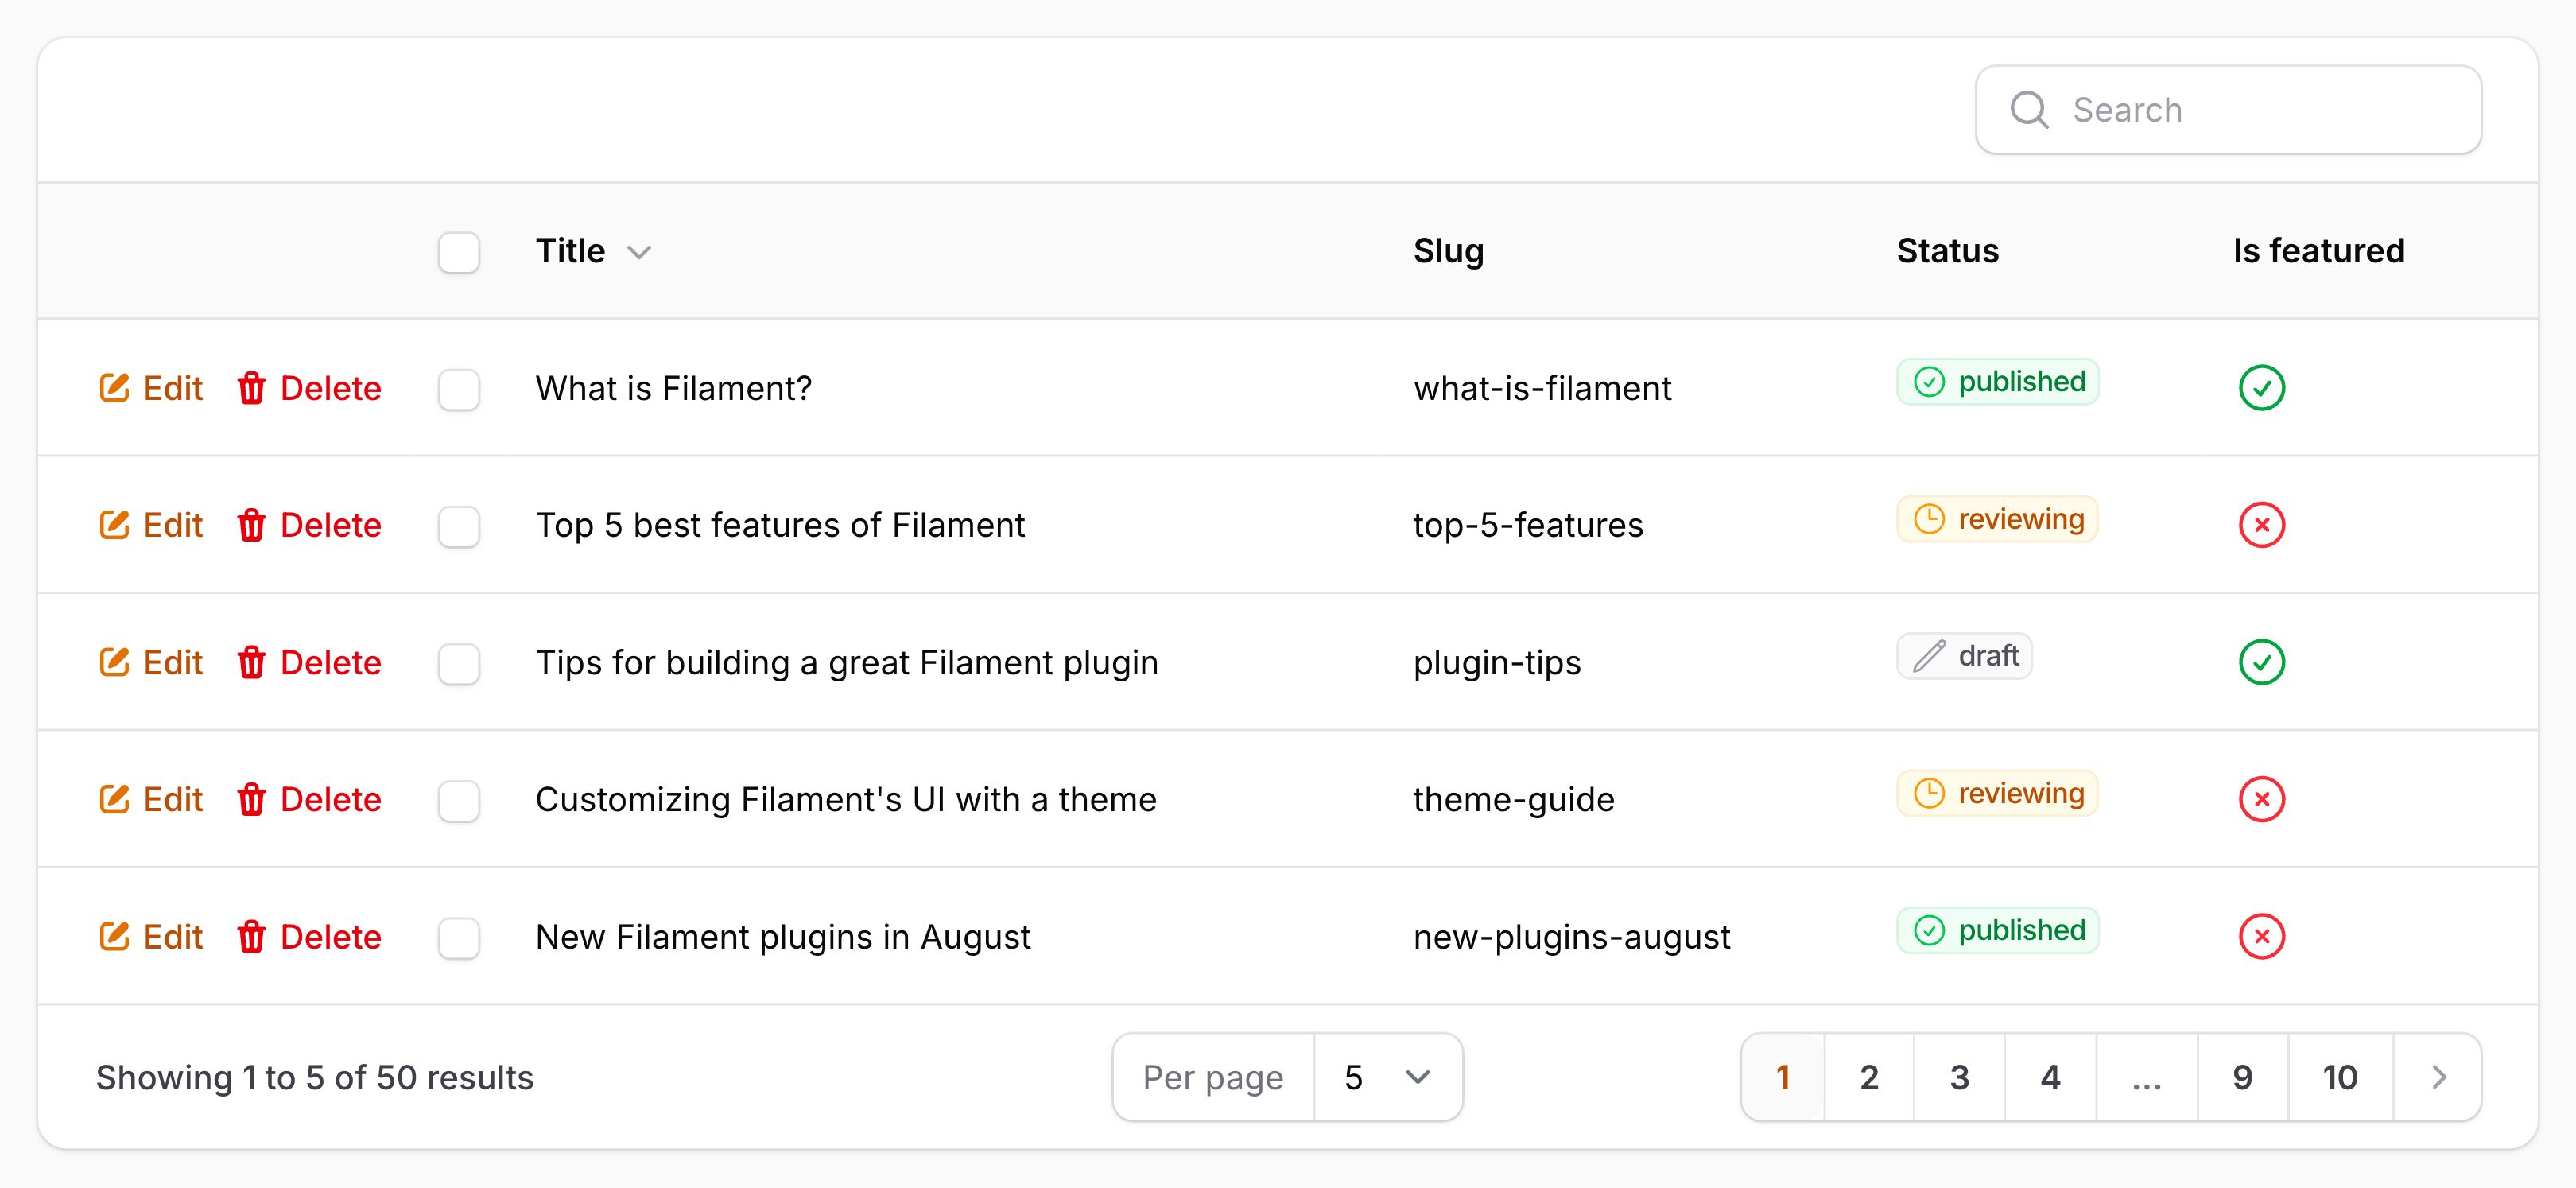 Search
Title Slug Status Is featured
Edit Delete What is Filament? what-is-filament published
Edit Delete Top 5 best features of Filament top-5-features reviewing
Edit Delete Tips for building a great Filament plugin plugin-tips draft
Edit Delete Customizing Filament's UI with a theme theme-guide reviewing
Edit Delete New Filament plugins in August new-plugins-august published
Showing 1 to 5 of 50 results Per page 5 1 2 3 4 ... 9 10